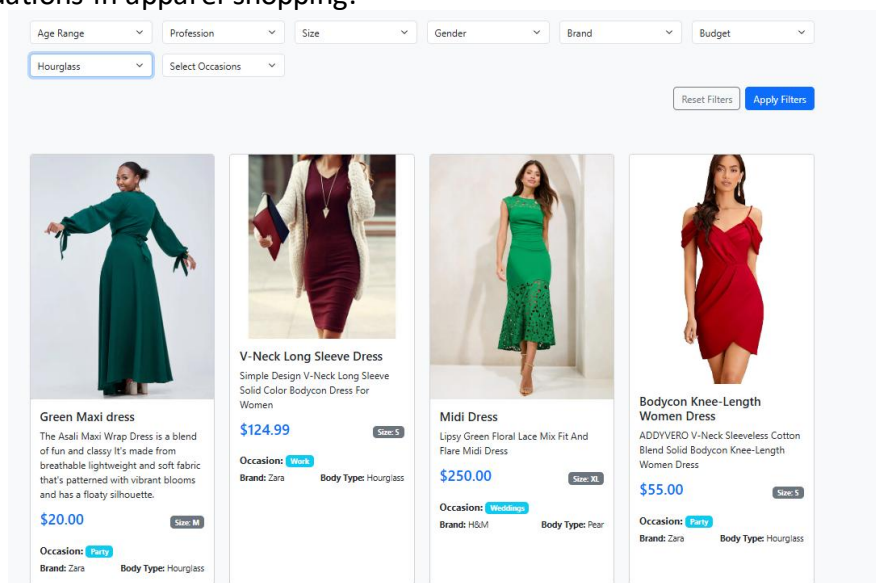 dations in apparel shopping?
Age Range Profession Size Gender Brand Budget
Hourglass Select Occasions
Reset Filters Apply Filters
Green Maxi dress
The Asali Maxi Wrap Dress is a blend
of fun and classy It's made from
breathable lightweight and soft fabric
that's patterned with vibrant blooms
and has a floaty silhouette.
$20.00 Size: M
Occasion: Party
Brand: Zara Body Type: Hourglass
V-Neck Long Sleeve Dress
Simple Design V-Neck Long Sleeve
Solid Color Bodycon Dress For
Women
$124.99 Size: S
Occasion: Work
Brand: Zara Body Type: Hourglass
Midi Dress
Lipsy Green Floral Lace Mix Fit And
Flare Midi Dress
$250.00 Size: XL
Occasion: Weddings
Brand: H&M Body Type: Pear
Bodycon Knee-Length
Women Dress
ADDYVERO V-Neck Sleeveless Cotton
Blend Solid Bodycon Knee-Length
Women Dress
$55.00 Size: S
Occasion: Party
Brand: Zara Body Type: Hourglass